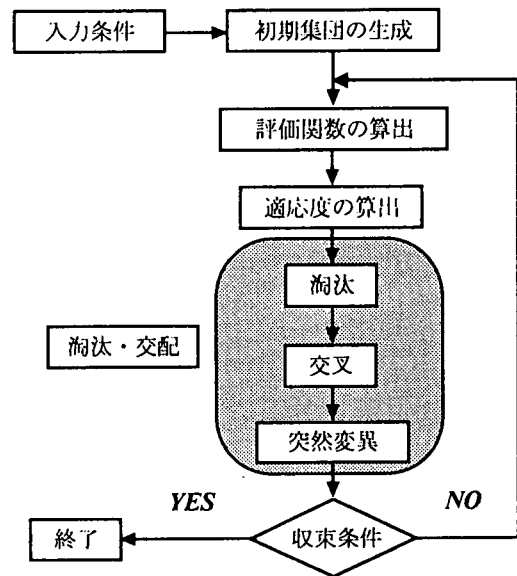 入力条件
初期集団の生成
評価関数の算出
適応度の算出
淘汰
淘汰・交配
交叉
突然変異
YES
NO
終了
収束条件